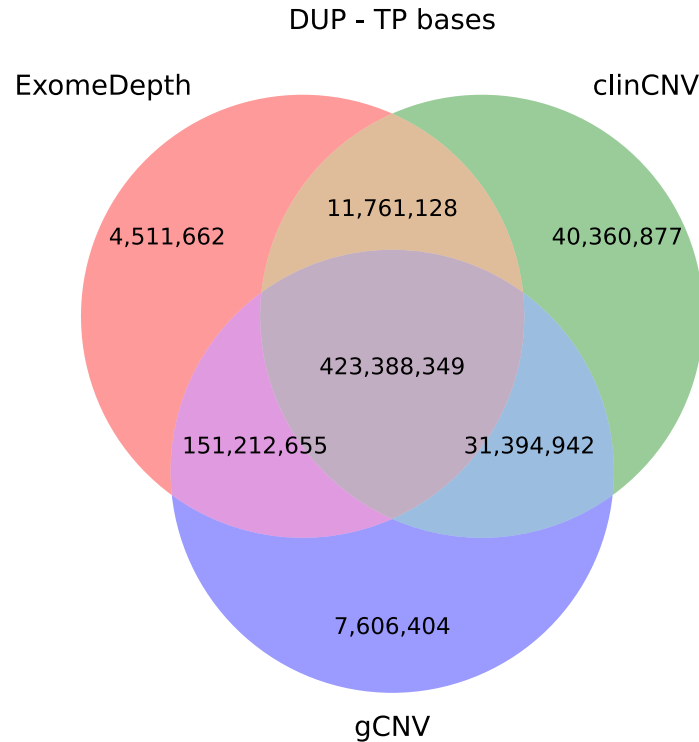 DUP - TP bases
ExomeDepth
clinCNV
11,761,128
4,511,662
40,360,877
423,388,349
151,212,655
31,394,942
7,606,404
gCNV